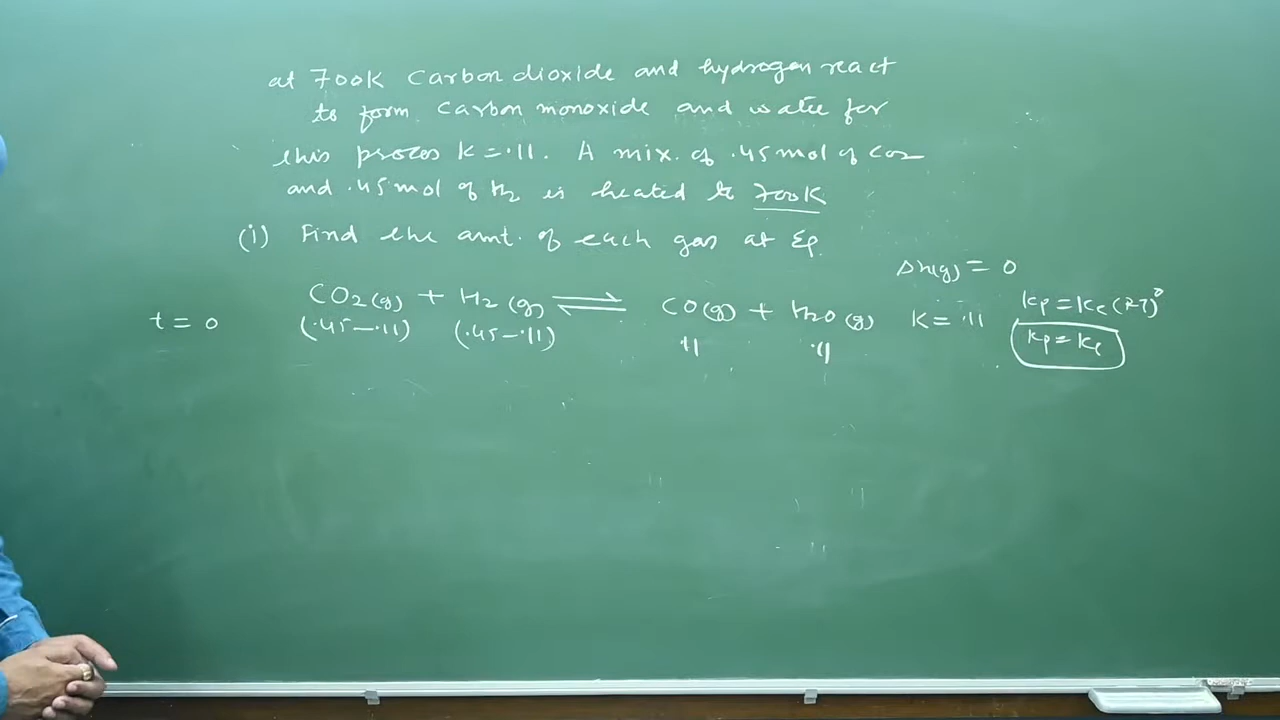 at 700K Carbon dioxide and hydrogen react
to form Carbon monoxide and water for
this proces K = .11. A mix. of .45 mol of CO2
and .45 mol of H2 is heated to 700K
(i) Find the amt. of each gas at Eq.
Δn(g) = 0
CO2(g) + H2(g) ⇌ CO(g) + H2O(g) K = .11
Kp = Kc(RT)⁰
t = 0 (.45-.11) (.45-.11) .11 .11
Kp = Kc